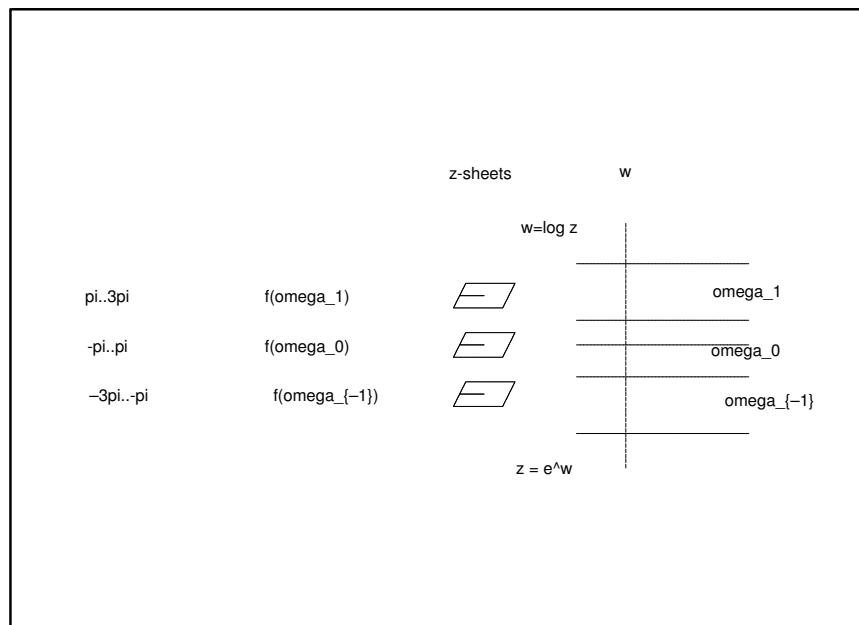 z-sheets w
w=log z
pi..3pi f(omega_1) omega_1
-pi..pi f(omega_0) omega_0
–3pi..-pi f(omega_{–1}) omega_{–1}
z = e^w